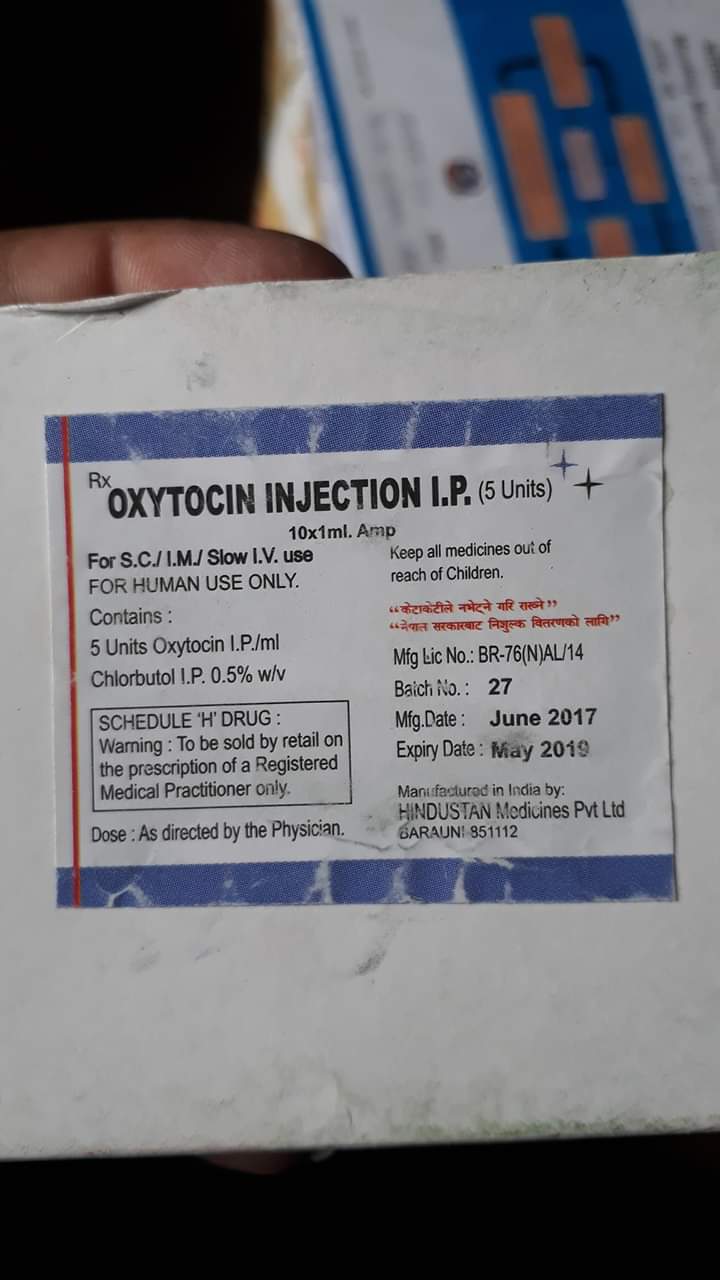 Rx
OXYTOCIN INJECTION I.P. (5 Units)
10x1ml. Amp
For S.C./ I.M./ Slow I.V. use
FOR HUMAN USE ONLY.
Contains :
5 Units Oxytocin I.P./ml
Chlorbutol I.P. 0.5% w/v
SCHEDULE 'H' DRUG :
Warning : To be sold by retail on
the prescription of a Registered
Medical Practitioner only.
Dose : As directed by the Physician.
Keep all medicines out of
reach of Children.
“केटाकेटीले नभेट्ने गरि राख्ने”
“नेपाल सरकारबाट निशुल्क वितरणको लागि”
Mfg Lic No.: BR-76(N)AL/14
Batch No. : 27
Mfg.Date : June 2017
Expiry Date : May 2019
Manufactured in India by:
HINDUSTAN Medicines Pvt Ltd
BARAUNI 851112